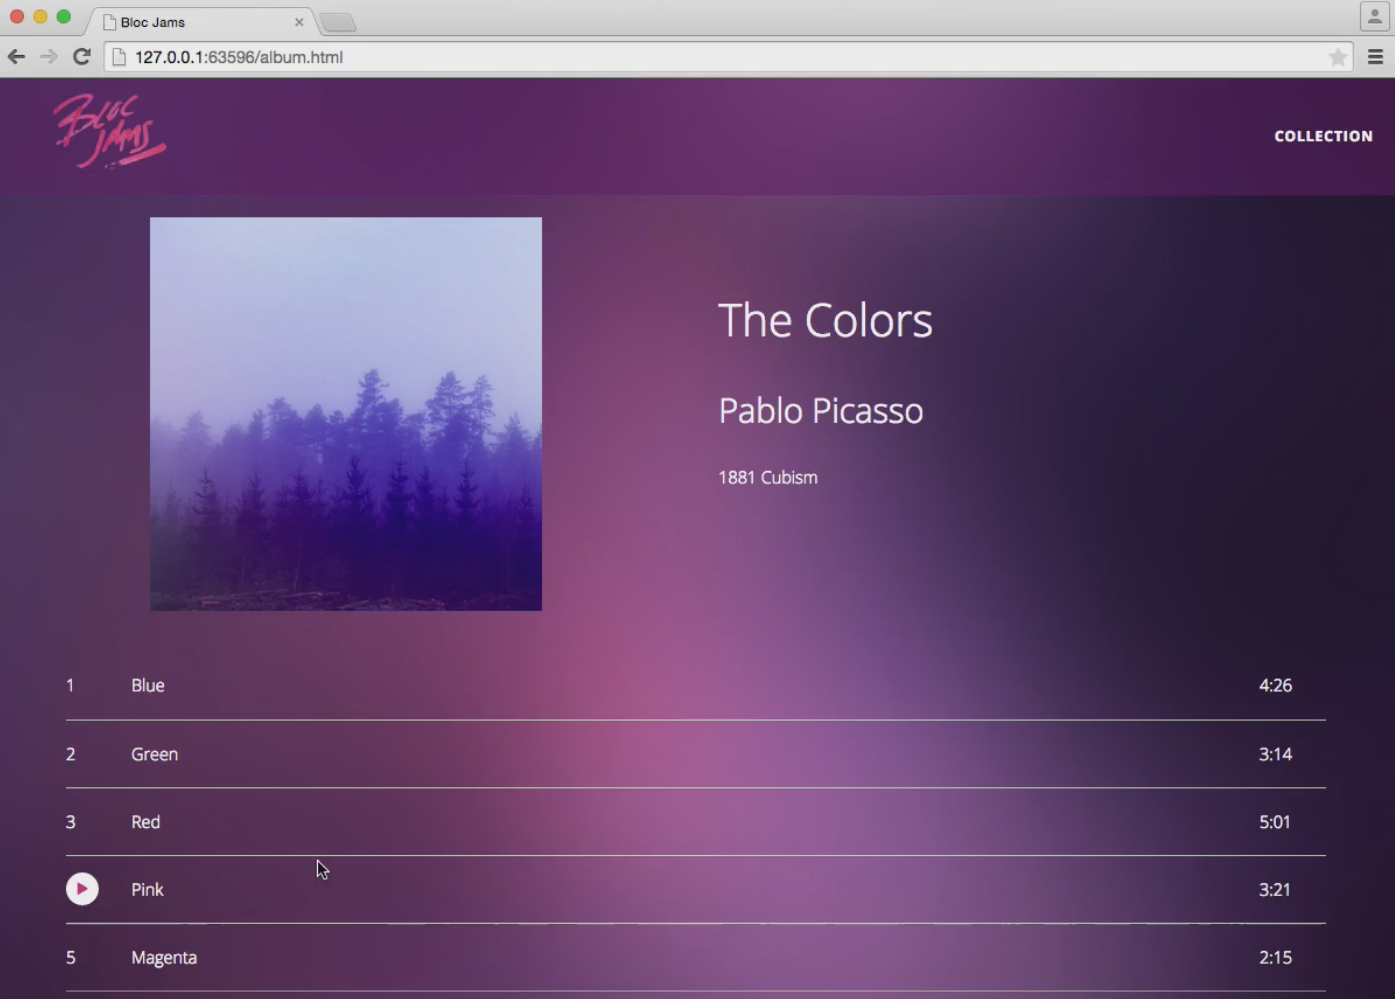 Bloc Jams
127.0.0.1:63596/album.html
Bloc
Jams
COLLECTION
The Colors
Pablo Picasso
1881 Cubism
1 Blue 4:26
2 Green 3:14
3 Red 5:01
Pink 3:21
5 Magenta 2:15